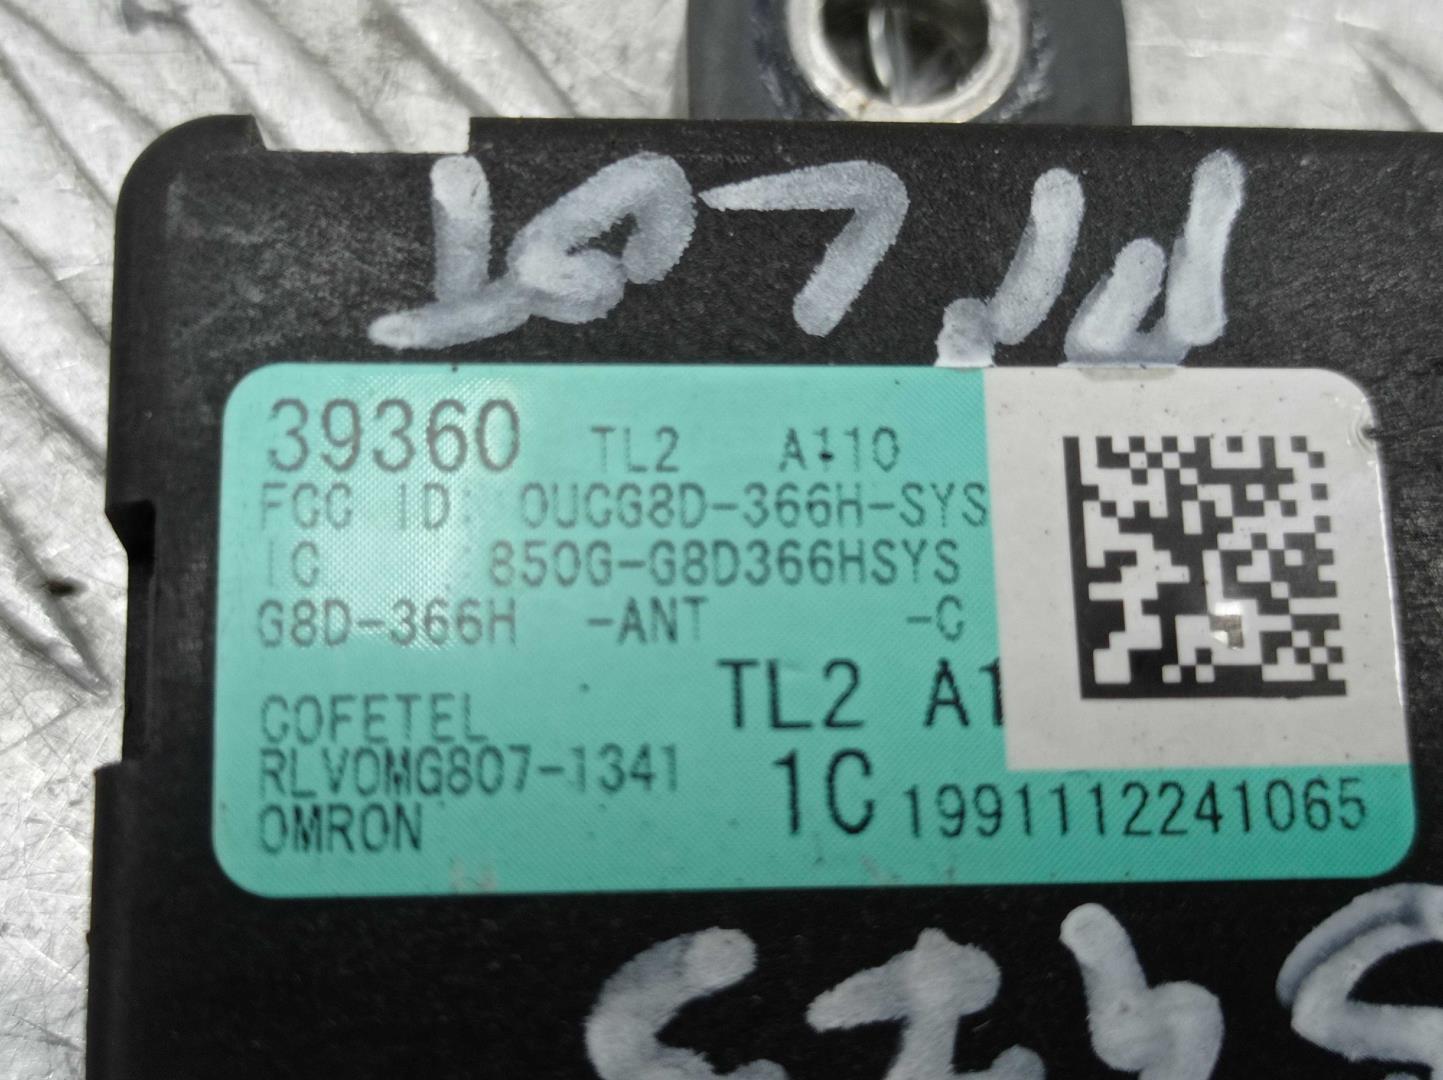 39360 TL2 A110
FCC ID: OUCG8D-366H-SYS
IC :850G-G8D366HSYS
G8D-366H -ANT -C
TL2 A1
COFETEL
RLVOMG807-1341
1C 1991112241065
OMRON